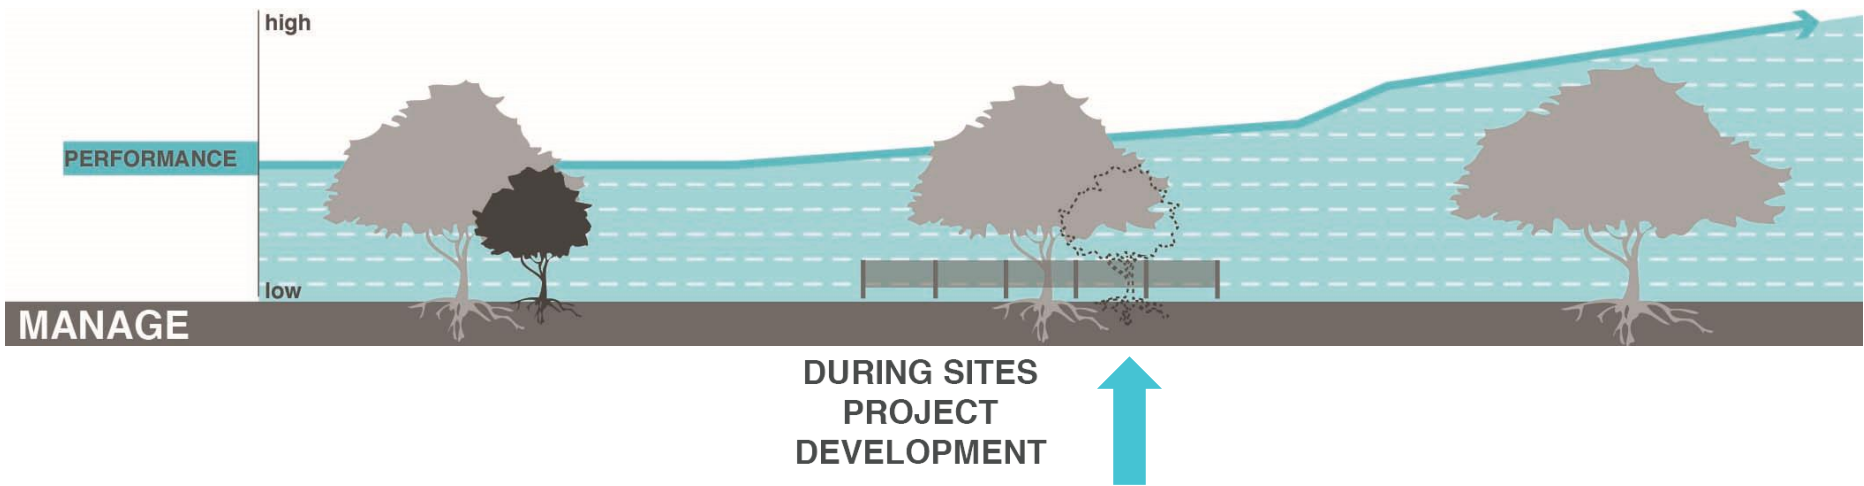 high
PERFORMANCE
low
MANAGE
DURING SITES
PROJECT
DEVELOPMENT